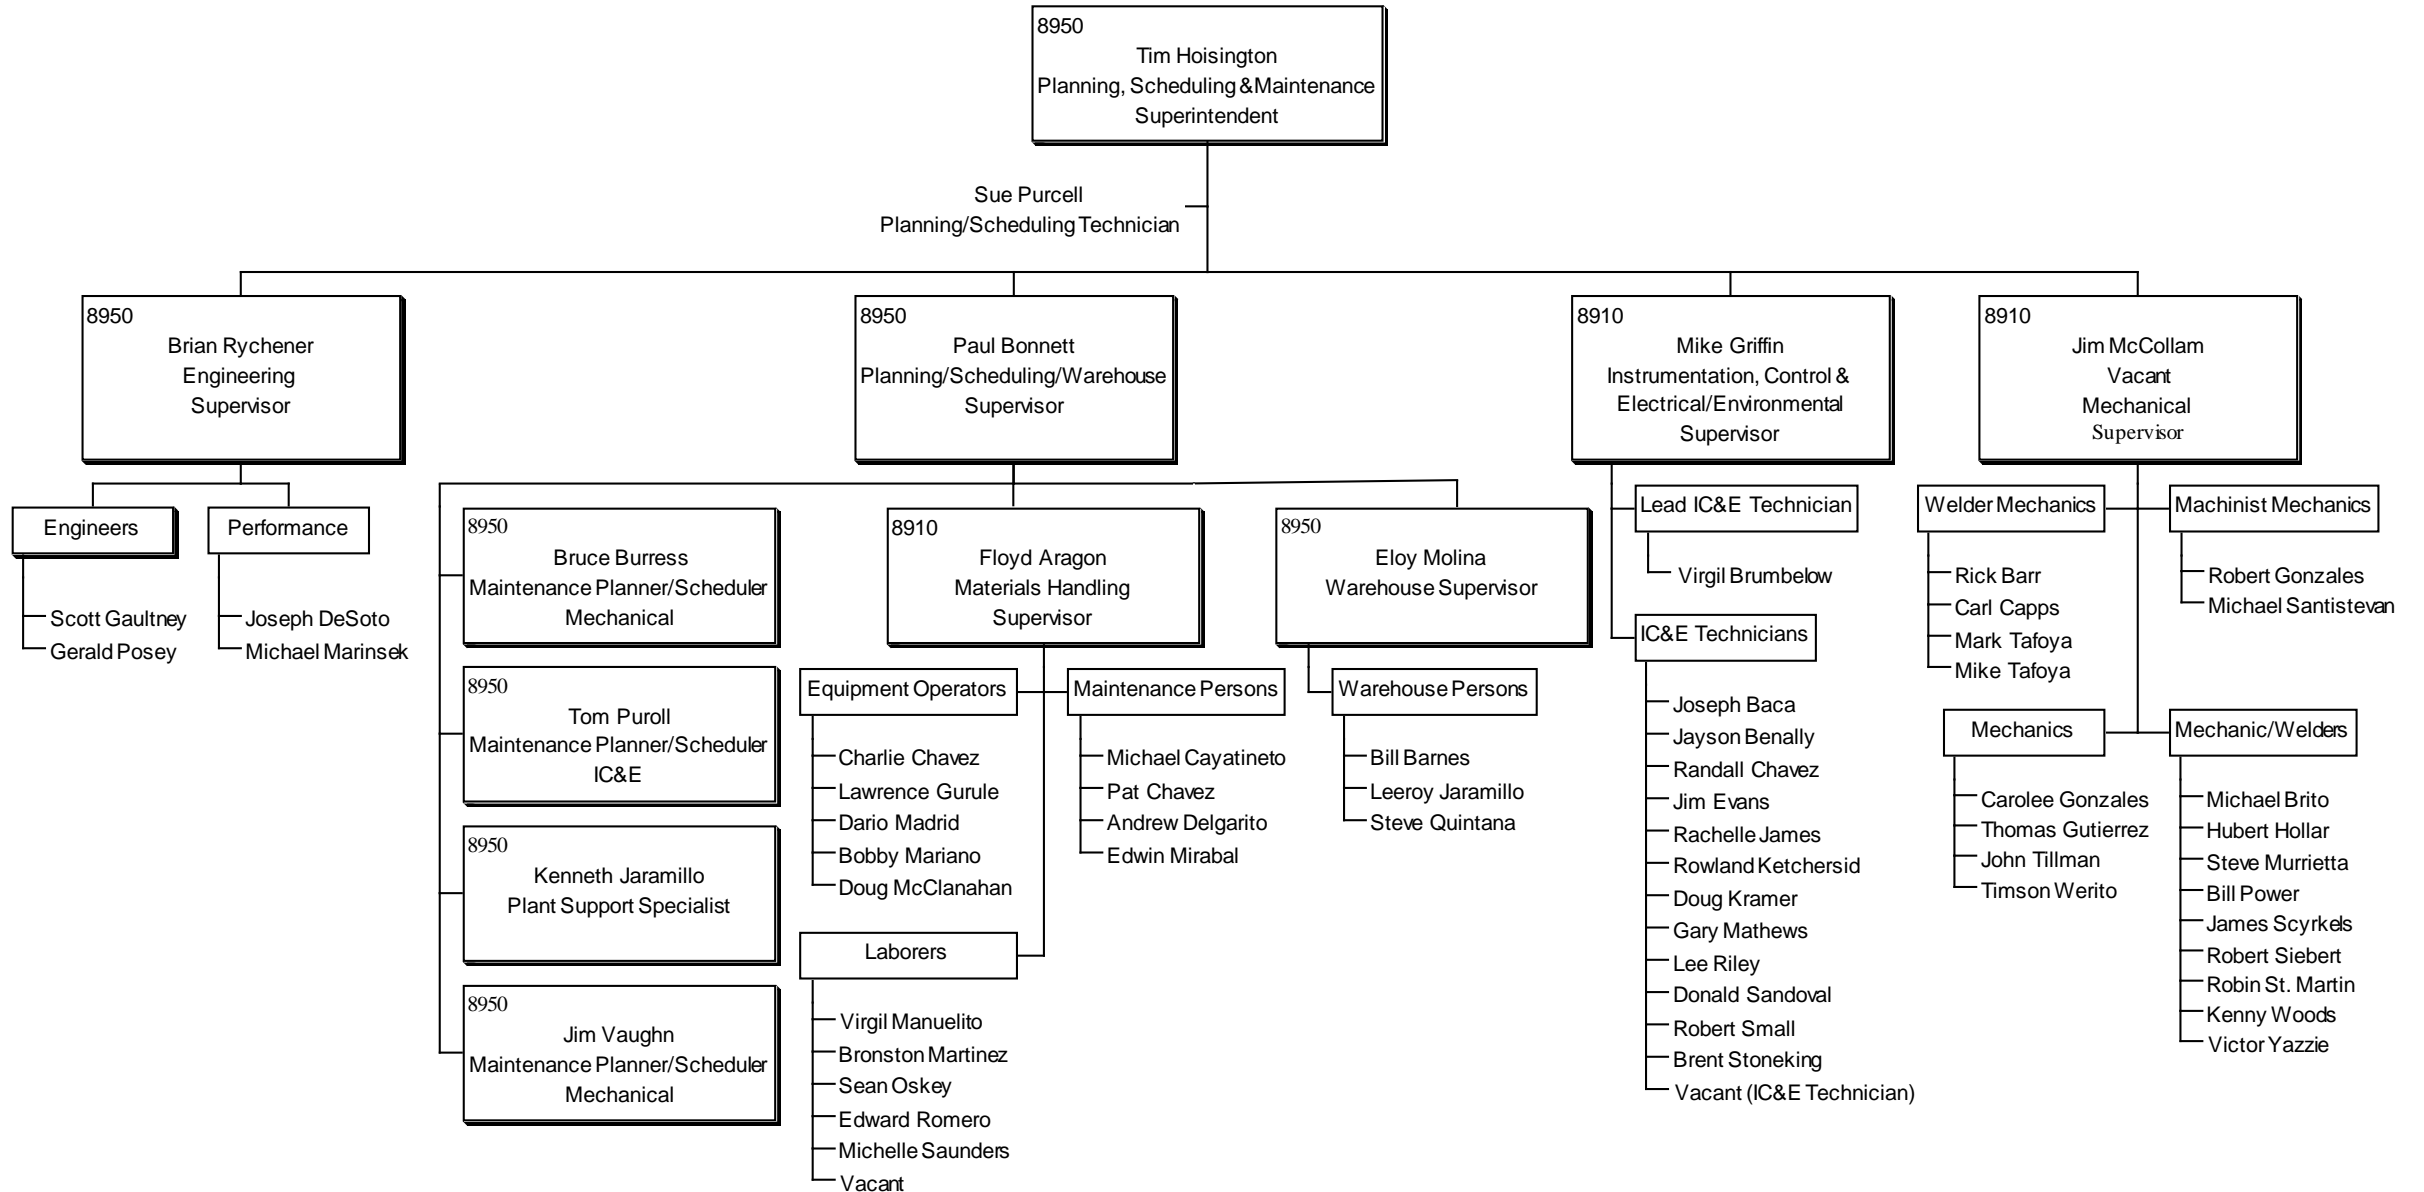 8950
Tim Hoisington
Planning, Scheduling & Maintenance
Superintendent
Sue Purcell
Planning/Scheduling Technician
8950
Brian Rychener
Engineering
Supervisor
8950
Paul Bonnett
Planning/Scheduling/Warehouse
Supervisor
8910
Mike Griffin
Instrumentation, Control &
Electrical/Environmental
Supervisor
8910
Jim McCollam
Vacant
Mechanical
Supervisor
Engineers
Scott Gaultney
Gerald Posey
Performance
Joseph DeSoto
Michael Marinsek
8950
Bruce Burress
Maintenance Planner/Scheduler
Mechanical
8950
Tom Puroll
Maintenance Planner/Scheduler
IC&E
8950
Kenneth Jaramillo
Plant Support Specialist
8950
Jim Vaughn
Maintenance Planner/Scheduler
Mechanical
8910
Floyd Aragon
Materials Handling
Supervisor
Equipment Operators
Charlie Chavez
Lawrence Gurule
Dario Madrid
Bobby Mariano
Doug McClanahan
Maintenance Persons
Michael Cayatineto
Pat Chavez
Andrew Delgarito
Edwin Mirabal
Laborers
Virgil Manuelito
Bronston Martinez
Sean Oskey
Edward Romero
Michelle Saunders
Vacant
8950
Eloy Molina
Warehouse Supervisor
Warehouse Persons
Bill Barnes
Leeroy Jaramillo
Steve Quintana
Lead IC&E Technician
Virgil Brumbelow
IC&E Technicians
Joseph Baca
Jayson Benally
Randall Chavez
Jim Evans
Rachelle James
Rowland Ketchersid
Doug Kramer
Gary Mathews
Lee Riley
Donald Sandoval
Robert Small
Brent Stoneking
Vacant (IC&E Technician)
Welder Mechanics
Rick Barr
Carl Capps
Mark Tafoya
Mike Tafoya
Machinist Mechanics
Robert Gonzales
Michael Santistevan
Mechanics
Carolee Gonzales
Thomas Gutierrez
John Tillman
Timson Werito
Mechanic/Welders
Michael Brito
Hubert Hollar
Steve Murrietta
Bill Power
James Scyrkels
Robert Siebert
Robin St. Martin
Kenny Woods
Victor Yazzie